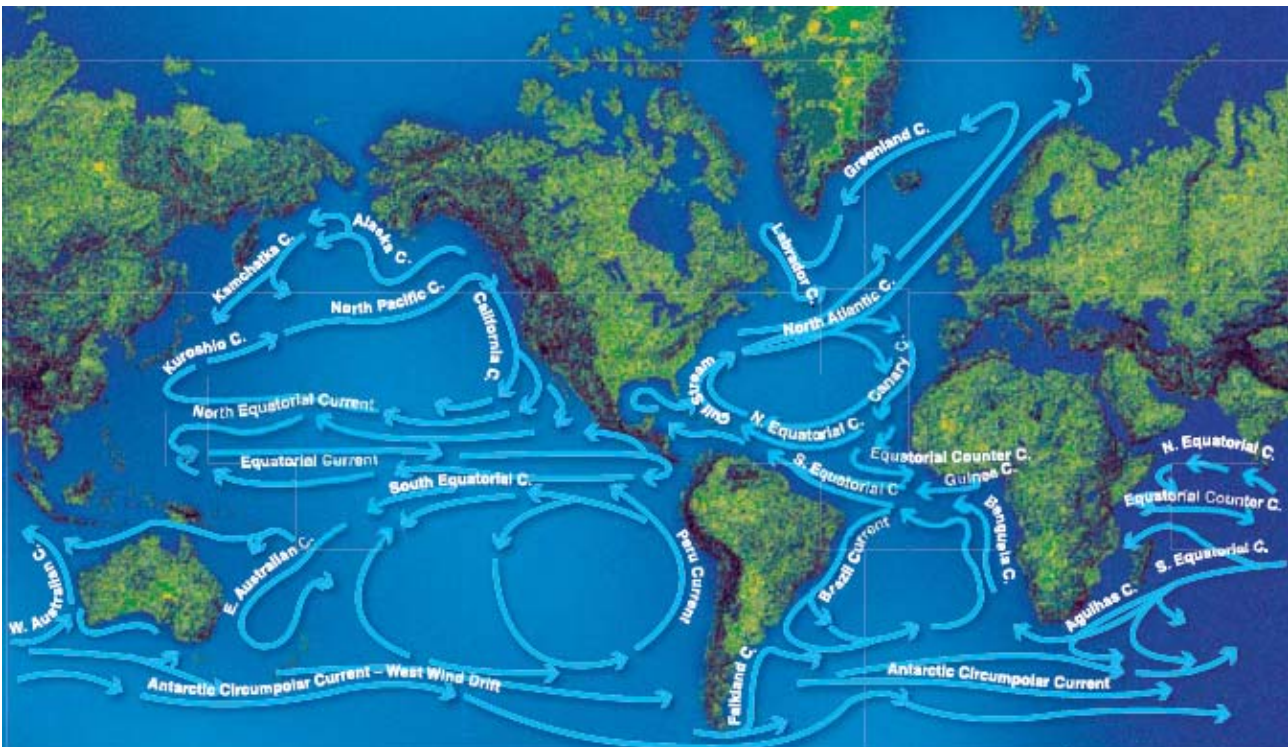 Greenland C.
Alaska C.
Labrador C.
Kamchatka C.
North Pacific C.
North Atlantic C.
California C.
Kuroshio C.
Canary C.
Gulf Stream
North Equatorial Current
N. Equatorial C.
N. Equatorial C.
Equatorial Current
Equatorial Counter C.
S. Equatorial C.
Guinea C.
South Equatorial C.
Equatorial Counter C.
Benguela C.
E. Australian C.
Peru Current
Brazil Current
S. Equatorial C.
W. Australian C.
Agulhas C.
Falkland C.
Antarctic Circumpolar Current – West Wind Drift
Antarctic Circumpolar Current